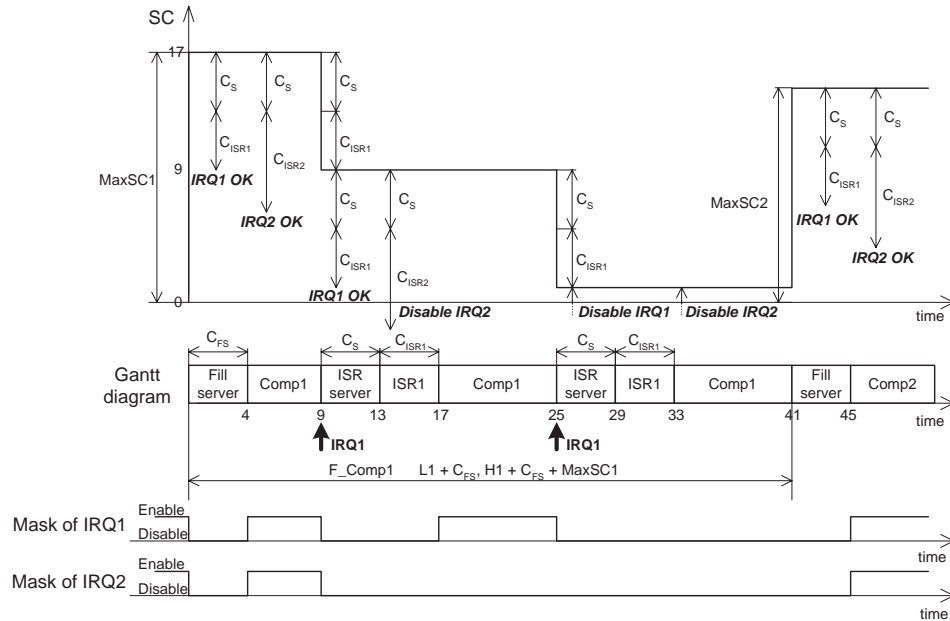 SC
17
C_S C_S C_S
C_ISR1 C_ISR2 C_ISR1
MaxSC1
IRQ1 OK
IRQ2 OK
9
C_S C_S C_S
C_ISR1 C_ISR2 C_ISR1
IRQ1 OK
Disable IRQ2 Disable IRQ1 Disable IRQ2
MaxSC2
C_S C_S
C_ISR1 C_ISR2
IRQ1 OK
IRQ2 OK
0
time
C_FS C_S C_ISR1 C_S C_ISR1
Gantt
diagram
Fill
server
Comp1
ISR
server
ISR1
Comp1
ISR
server
ISR1
Comp1
Fill
server
Comp2
4 9 13 17 25 29 33 41 45 time
IRQ1 IRQ1
F_Comp1 L1 + C_FS, H1 + C_FS + MaxSC1
Mask of IRQ1
Enable
Disable
time
Mask of IRQ2
Enable
Disable
time